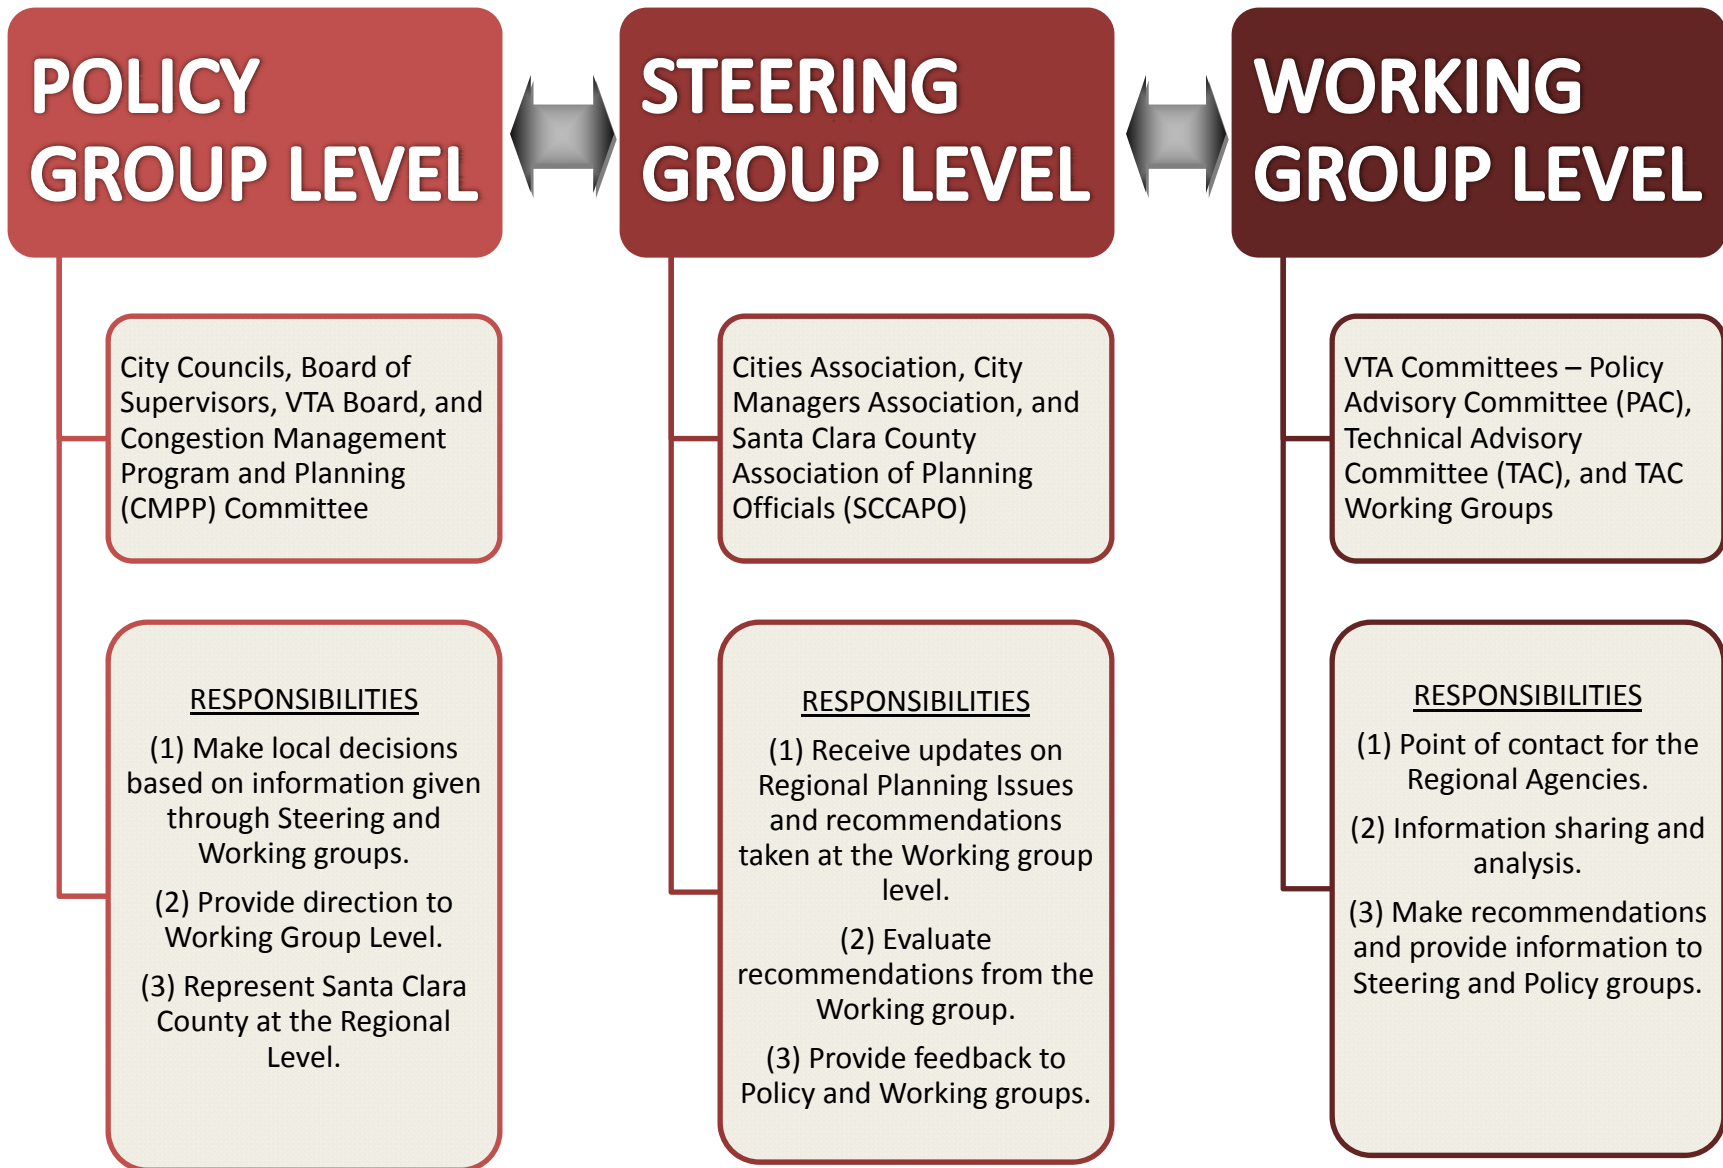 POLICY
GROUP LEVEL
City Councils, Board of
Supervisors, VTA Board, and
Congestion Management
Program and Planning
(CMPP) Committee
RESPONSIBILITIES
(1) Make local decisions
based on information given
through Steering and
Working groups.
(2) Provide direction to
Working Group Level.
(3) Represent Santa Clara
County at the Regional
Level.
STEERING
GROUP LEVEL
Cities Association, City
Managers Association, and
Santa Clara County
Association of Planning
Officials (SCCAPO)
RESPONSIBILITIES
(1) Receive updates on
Regional Planning Issues
and recommendations
taken at the Working group
level.
(2) Evaluate
recommendations from the
Working group.
(3) Provide feedback to
Policy and Working groups.
WORKING
GROUP LEVEL
VTA Committees – Policy
Advisory Committee (PAC),
Technical Advisory
Committee (TAC), and TAC
Working Groups
RESPONSIBILITIES
(1) Point of contact for the
Regional Agencies.
(2) Information sharing and
analysis.
(3) Make recommendations
and provide information to
Steering and Policy groups.